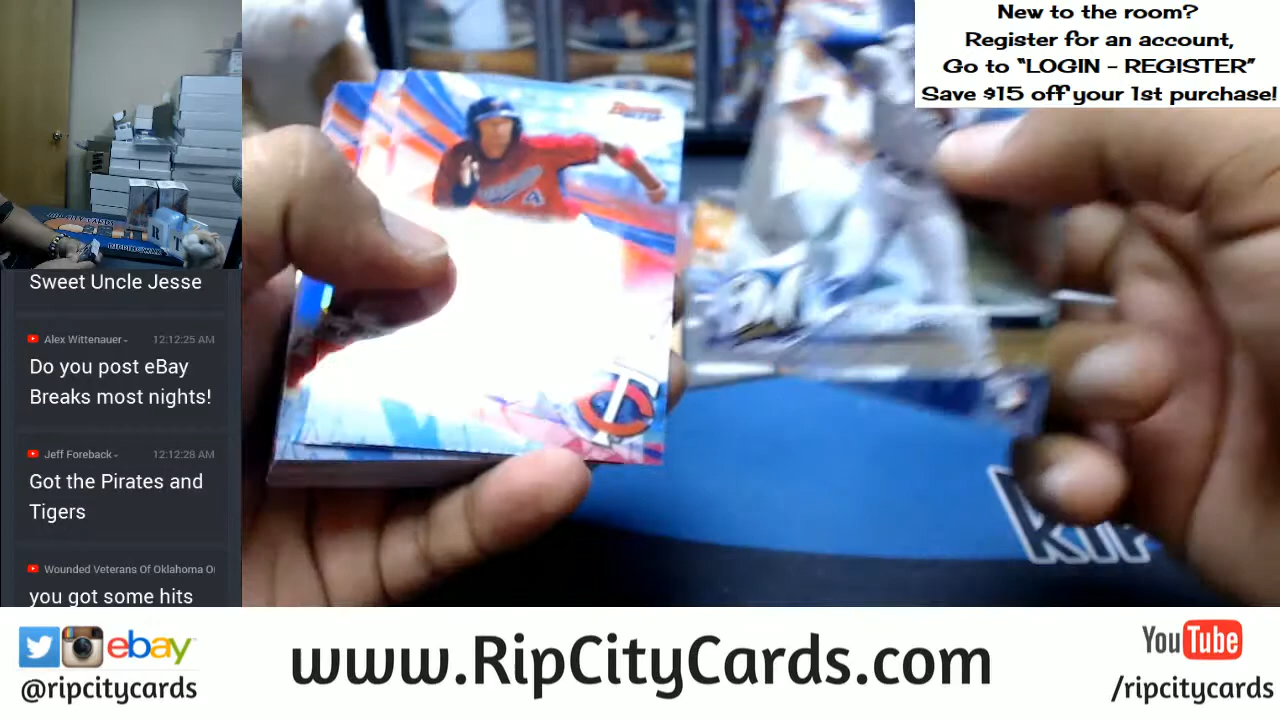 New to the room?
Register for an account,
Go to "LOGIN - REGISTER"
Save $15 off your 1st purchase!
Sweet Uncle Jesse
Alex Wittenauer 12:12:25 AM
Do you post eBay
Breaks most nights!
Jeff Foreback 12:12:28 AM
Got the Pirates and
Tigers
Wounded Veterans Of Oklahoma
you got some hits
RIP
ebay
@ripcitycards
www.RipCityCards.com
YouTube
/ripcitycards